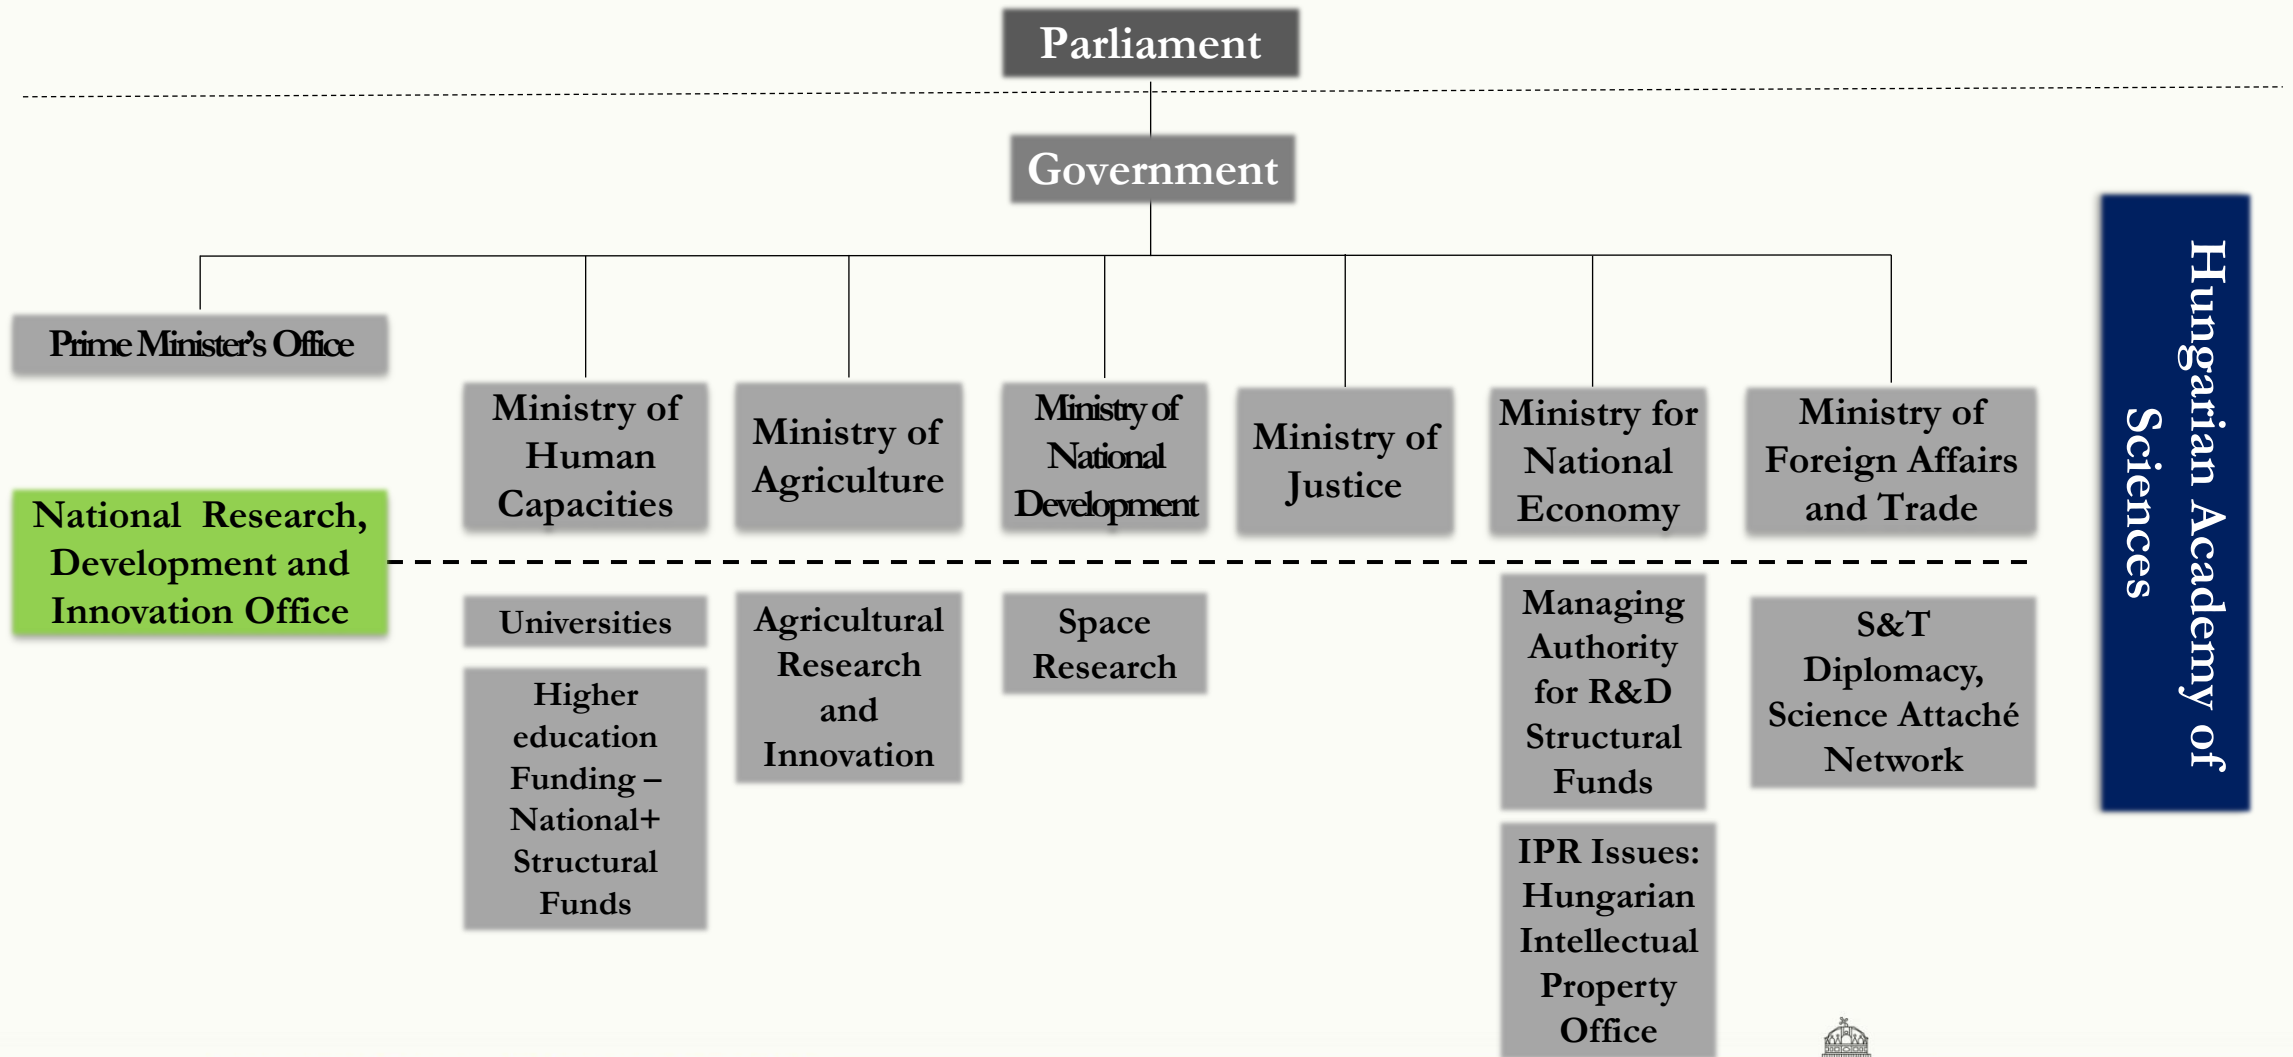 Parliament
Government
Prime Minister's Office
Ministry of
Human
Capacities
Ministry of
Agriculture
Ministry of
National
Development
Ministry of
Justice
Ministry for
National
Economy
Ministry of
Foreign Affairs
and Trade
Hungarian Academy of
Sciences
National Research,
Development and
Innovation Office
Universities
Higher
education
Funding –
National+
Structural
Funds
Agricultural
Research
and
Innovation
Space
Research
Managing
Authority
for R&D
Structural
Funds
IPR Issues:
Hungarian
Intellectual
Property
Office
S&T
Diplomacy,
Science Attaché
Network